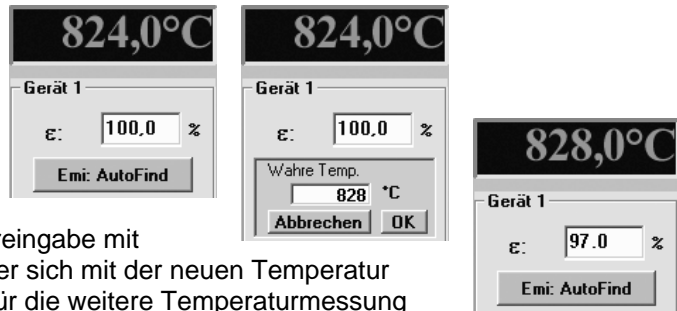 824,0°C
Gerät 1
ε: 100,0 %
Emi: AutoFind
824,0°C
Gerät 1
ε: 100,0 %
Wahre Temp.
828 °C
Abbrechen OK
828,0°C
Gerät 1
ε: 97.0 %
Emi: AutoFind
reingabe mit
er sich mit der neuen Temperatur
ür die weitere Temperaturmessung